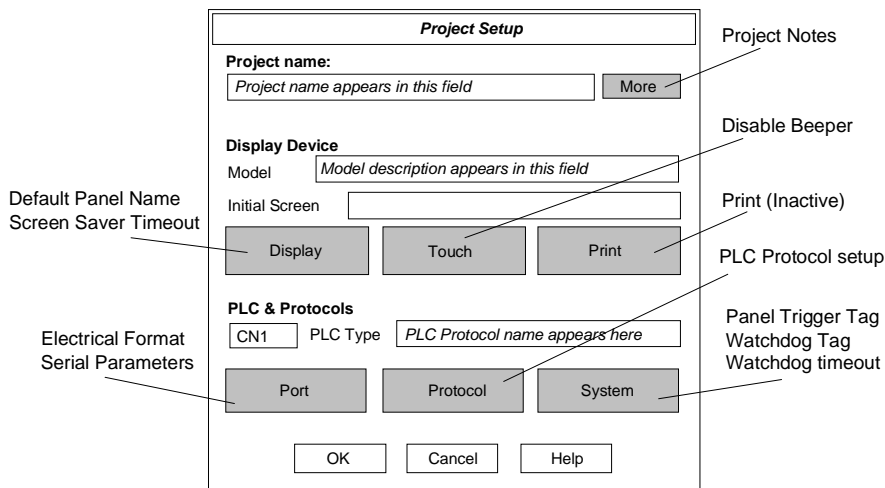 Project Setup
Project Notes
Project name:
Project name appears in this field
More
Disable Beeper
Display Device
Model
Model description appears in this field
Default Panel Name
Screen Saver Timeout
Initial Screen
Print (Inactive)
Display
Touch
Print
PLC Protocol setup
PLC & Protocols
CN1
PLC Type
PLC Protocol name appears here
Panel Trigger Tag
Watchdog Tag
Watchdog timeout
Electrical Format
Serial Parameters
Port
Protocol
System
OK
Cancel
Help